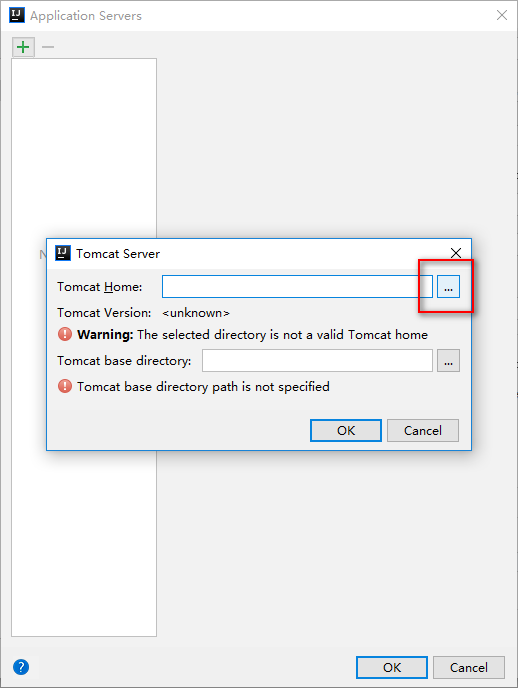 Application Servers
N
Tomcat Server
Tomcat Home:
...
Tomcat Version: <unknown>
Warning: The selected directory is not a valid Tomcat home
Tomcat base directory:
...
Tomcat base directory path is not specified
OK
Cancel
?
OK
Cancel